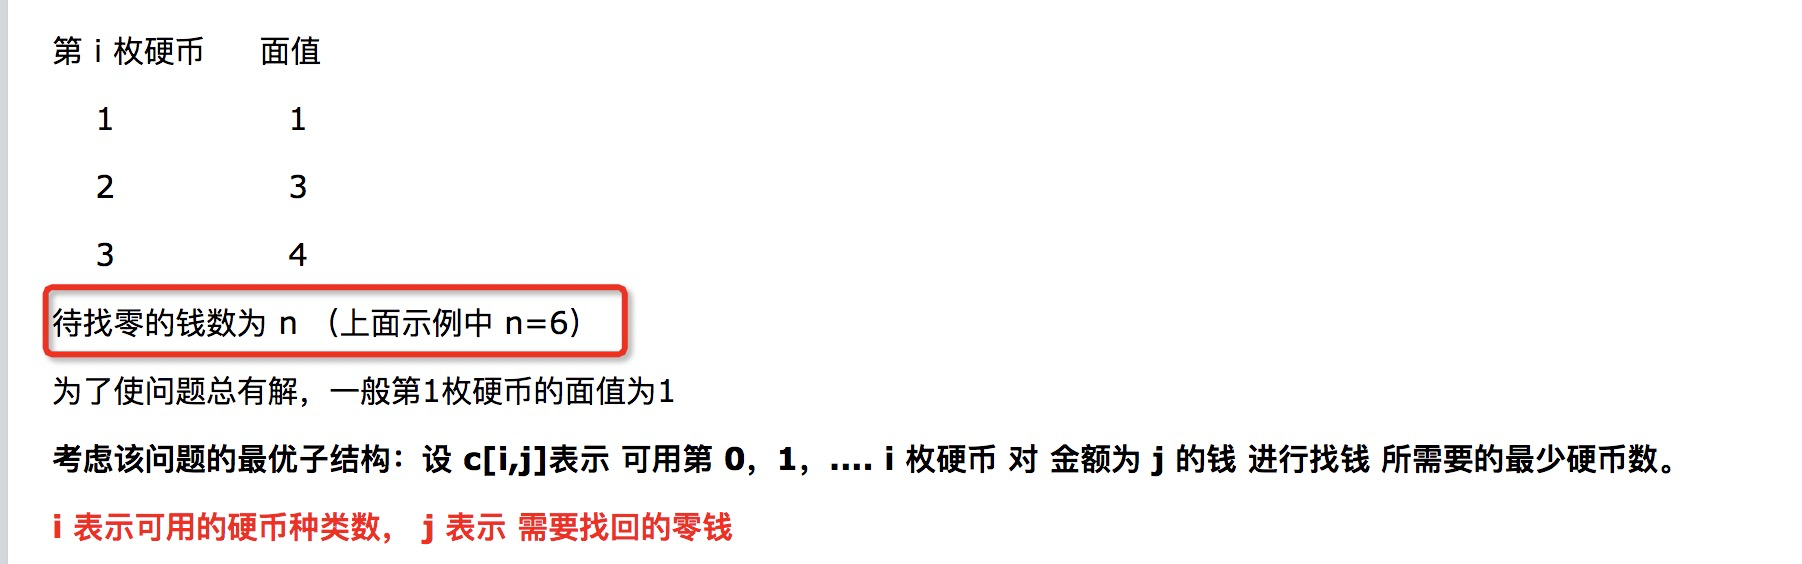 第 i 枚硬币 面值
1 1
2 3
3 4
待找零的钱数为 n （上面示例中 n=6）
为了使问题总有解，一般第1枚硬币的面值为1
考虑该问题的最优子结构：设 c[i,j]表示 可用第 0，1，.... i 枚硬币 对 金额为 j 的钱 进行找钱 所需要的最少硬币数。
i 表示可用的硬币种类数， j 表示 需要找回的零钱